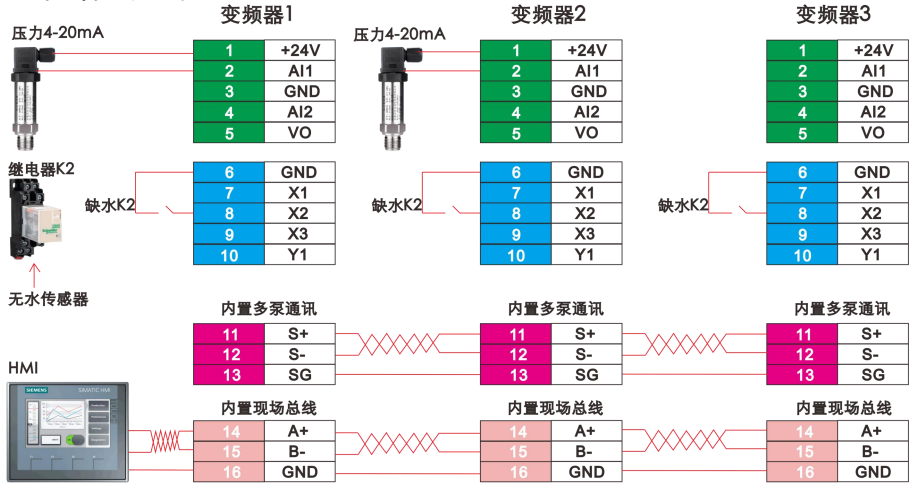 变频器1
变频器2
变频器3
压力4-20mA
压力4-20mA
1 +24V
2 AI1
3 GND
4 AI2
5 VO
1 +24V
2 AI1
3 GND
4 AI2
5 VO
1 +24V
2 AI1
3 GND
4 AI2
5 VO
继电器K2
缺水K2
缺水K2
缺水K2
6 GND
7 X1
8 X2
9 X3
10 Y1
6 GND
7 X1
8 X2
9 X3
10 Y1
6 GND
7 X1
8 X2
9 X3
10 Y1
无水传感器
内置多泵通讯
内置多泵通讯
内置多泵通讯
11 S+
12 S-
13 SG
11 S+
12 S-
13 SG
11 S+
12 S-
13 SG
HMI
SIEMENS
SIMATIC HMI
内置现场总线
内置现场总线
内置现场总线
14 A+
15 B-
16 GND
14 A+
15 B-
16 GND
14 A+
15 B-
16 GND